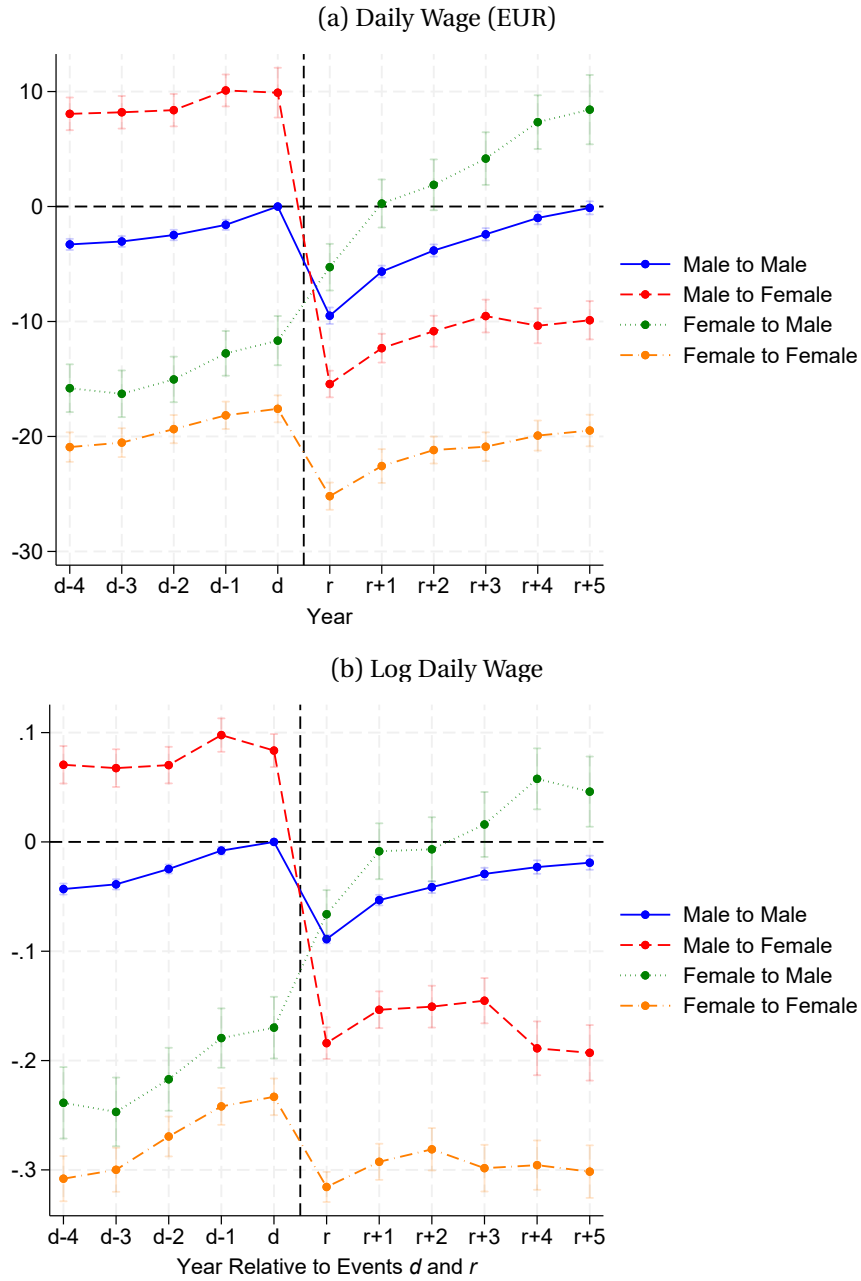 (a) Daily Wage (EUR)
10
0
-10
-20
-30
d-4 d-3 d-2 d-1 d r r+1 r+2 r+3 r+4 r+5
Year
Male to Male
Male to Female
Female to Male
Female to Female
(b) Log Daily Wage
.1
0
-.1
-.2
-.3
d-4 d-3 d-2 d-1 d r r+1 r+2 r+3 r+4 r+5
Year Relative to Events d and r
Male to Male
Male to Female
Female to Male
Female to Female